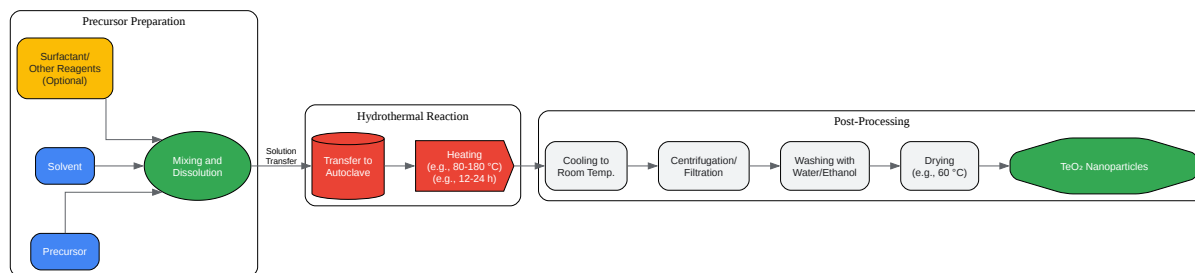 Precursor Preparation
Surfactant/
Other Reagents
(Optional)
Solvent
Precursor
Mixing and
Dissolution
Solution
Transfer
Hydrothermal Reaction
Transfer to
Autoclave
Heating
(e.g., 80-180 °C)
(e.g., 12-24 h)
Post-Processing
Cooling to
Room Temp.
Centrifugation/
Filtration
Washing with
Water/Ethanol
Drying
(e.g., 60 °C)
TeO₂ Nanoparticles